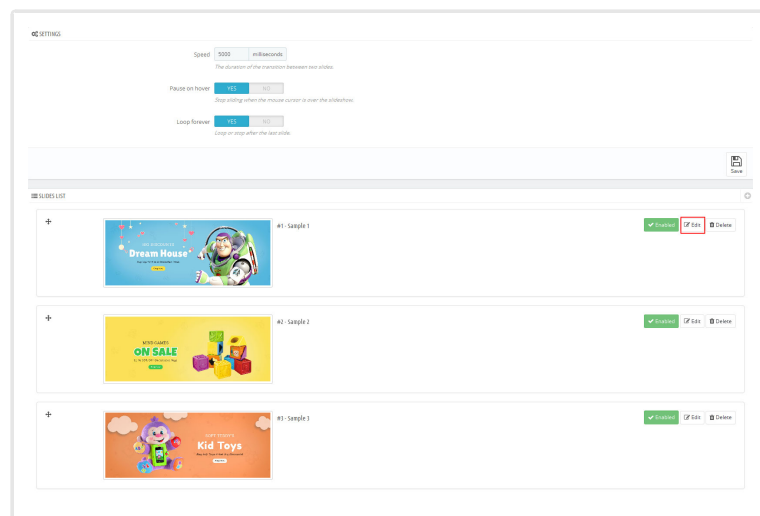 SETTINGS
Speed 5000 milliseconds
The duration of the transition between two slides.
Pause on hover YES NO
Stop sliding when the mouse cursor is over the slideshow.
Loop forever YES NO
Loop or stop after the last slide.
Save
SLIDES LIST
#1 - Sample 1
Enabled Edit Delete
Dream House
#2 - Sample 2
Enabled Edit Delete
MIND GAMES
ON SALE
#3 - Sample 3
Enabled Edit Delete
Kid Toys